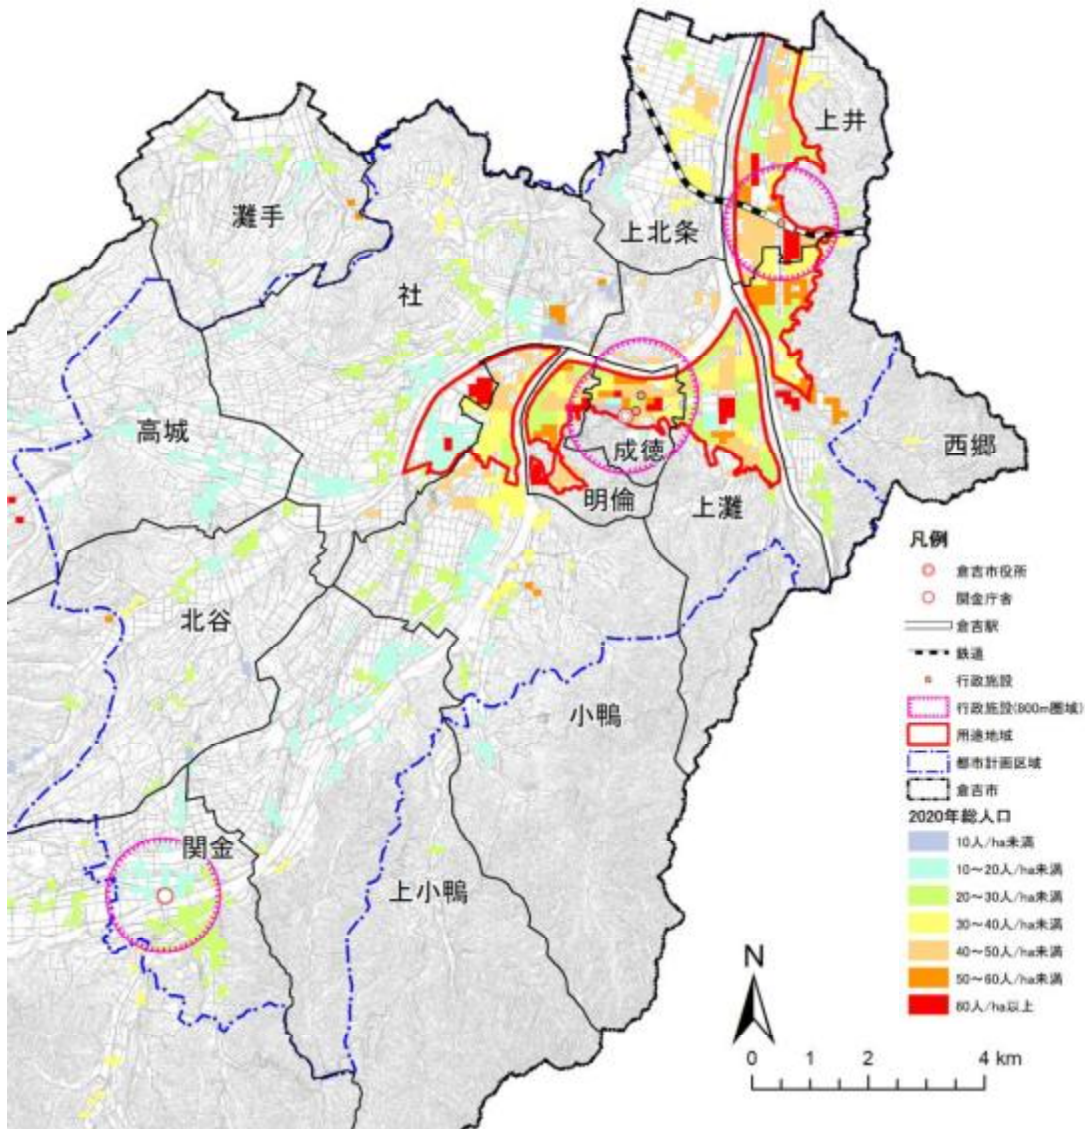 上井
灘手
上北条
社
高城
成徳
西郷
明倫
上灘
北谷
小鴨
関金
上小鴨
凡例
倉吉市役所
関金庁舎
倉吉駅
鉄道
行政施設
行政施設(800m圏域)
用途地域
都市計画区域
倉吉市
2020年総人口
10人/ha未満
10～20人/ha未満
20～30人/ha未満
30～40人/ha未満
40～50人/ha未満
50～60人/ha未満
60人/ha以上
N
0 1 2 4 km